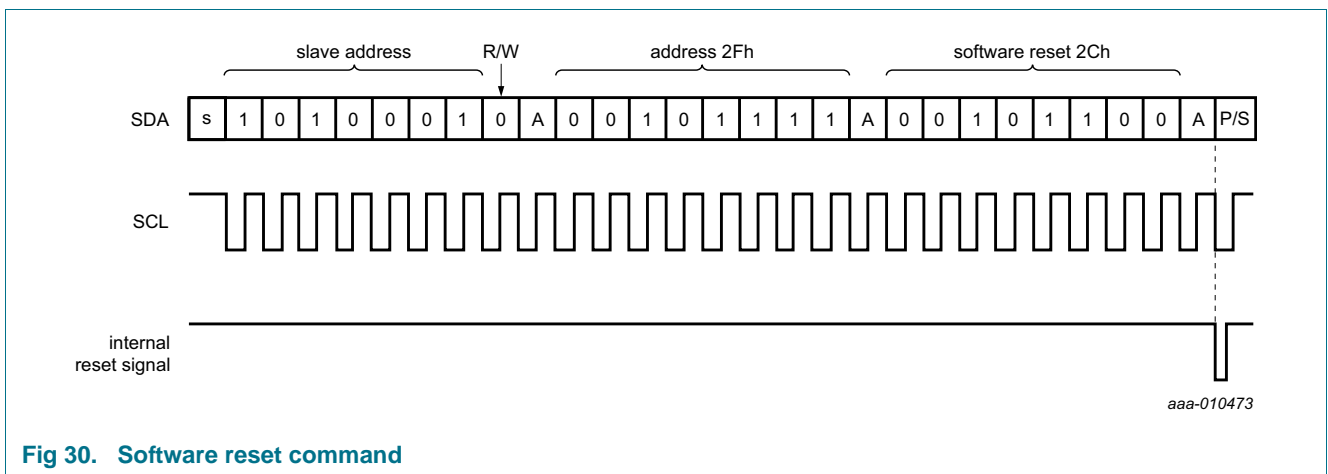 slave address R/W address 2Fh software reset 2Ch
SDA s 1 0 1 0 0 0 1 0 A 0 0 1 0 1 1 1 1 A 0 0 1 0 1 1 0 0 A P/S
SCL
internal
reset signal
aaa-010473
Fig 30. Software reset command